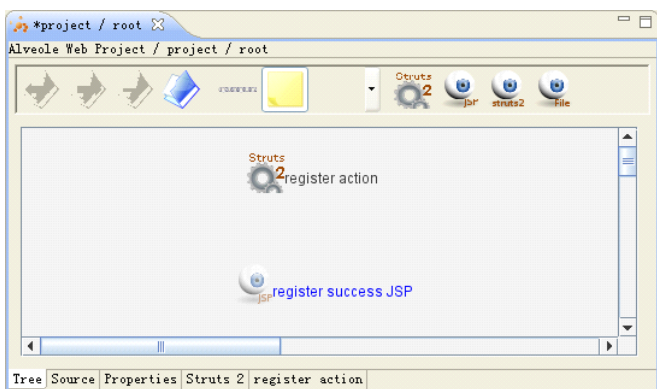 *project / root
Alveole Web Project / project / root
Struts
2
jsp
struts2
File
Struts
2
register action
JSP
register success JSP
Tree Source Properties Struts 2 register action